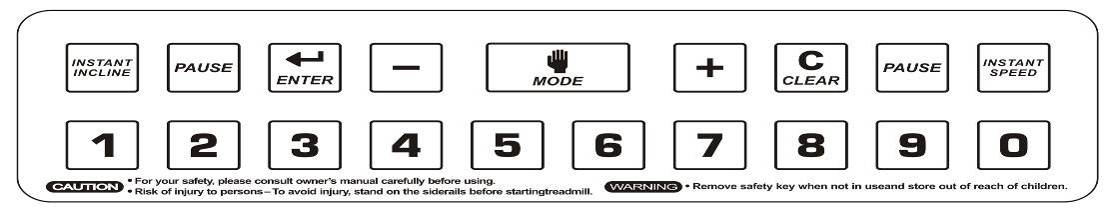 INSTANT INCLINE
PAUSE
ENTER
−
MODE
+
C
CLEAR
PAUSE
INSTANT SPEED
1 2 3 4 5 6 7 8 9 0
CAUTION • For your safety, please consult owner's manual carefully before using.
• Risk of injury to persons–To avoid injury, stand on the siderails before startingtreadmill.
WARNING • Remove safety key when not in useand store out of reach of children.